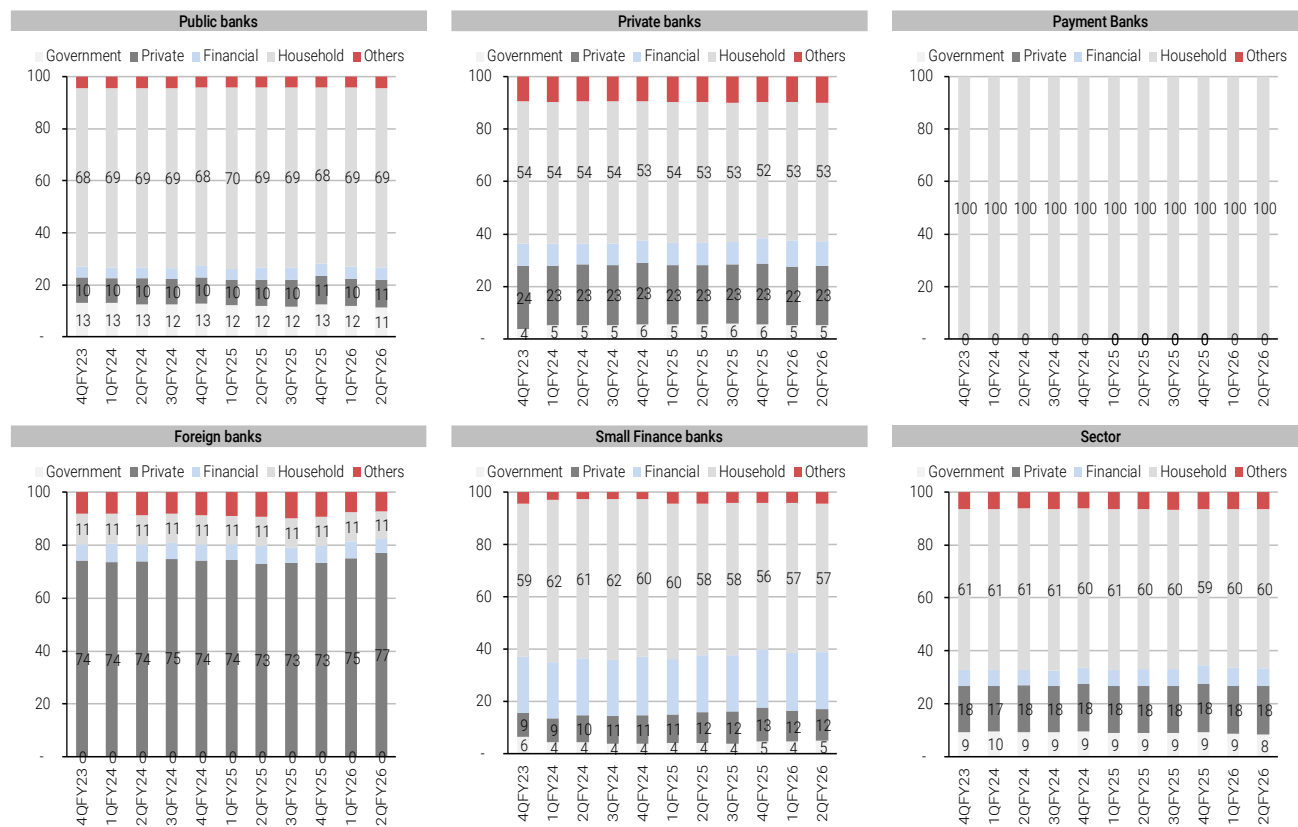 Public banks
Government Private Financial Household Others
100
80
60
40
20
-
68 69 69 69 68 70 69 69 68 69 69
10 10 10 10 10 10 10 10 11 10 11
13 13 13 12 13 12 12 12 13 12 11
4QFY23 1QFY24 2QFY24 3QFY24 4QFY24 1QFY25 2QFY25 3QFY25 4QFY25 1QFY26 2QFY26
Private banks
Government Private Financial Household Others
100
80
60
40
20
-
54 54 54 54 53 54 53 53 52 53 53
24 23 23 23 23 23 23 23 23 22 23
4 5 5 5 6 5 5 6 6 5 5
4QFY23 1QFY24 2QFY24 3QFY24 4QFY24 1QFY25 2QFY25 3QFY25 4QFY25 1QFY26 2QFY26
Payment Banks
Government Private Financial Household Others
100
80
60
40
20
-
100 100 100 100 100 100 100 100 100 100 100
0 0 0 0 0 0 0 0 0 0 0
4QFY23 1QFY24 2QFY24 3QFY24 4QFY24 1QFY25 2QFY25 3QFY25 4QFY25 1QFY26 2QFY26
Foreign banks
Government Private Financial Household Others
100
80
60
40
20
-
11 11 11 11 11 11 11 11 11 11 11
74 74 74 75 74 74 73 73 73 75 77
0 0 0 0 0 0 0 0 0 0 0
4QFY23 1QFY24 2QFY24 3QFY24 4QFY24 1QFY25 2QFY25 3QFY25 4QFY25 1QFY26 2QFY26
Small Finance banks
Government Private Financial Household Others
100
80
60
40
20
-
59 62 61 62 60 60 58 58 56 57 57
9 9 10 11 11 11 12 12 13 12 12
6 4 4 4 4 4 4 4 5 4 5
4QFY23 1QFY24 2QFY24 3QFY24 4QFY24 1QFY25 2QFY25 3QFY25 4QFY25 1QFY26 2QFY26
Sector
Government Private Financial Household Others
100
80
60
40
20
-
61 61 61 61 60 61 60 60 59 60 60
18 17 18 18 18 18 18 18 18 18 18
9 10 9 9 9 9 9 9 9 9 8
4QFY23 1QFY24 2QFY24 3QFY24 4QFY24 1QFY25 2QFY25 3QFY25 4QFY25 1QFY26 2QFY26